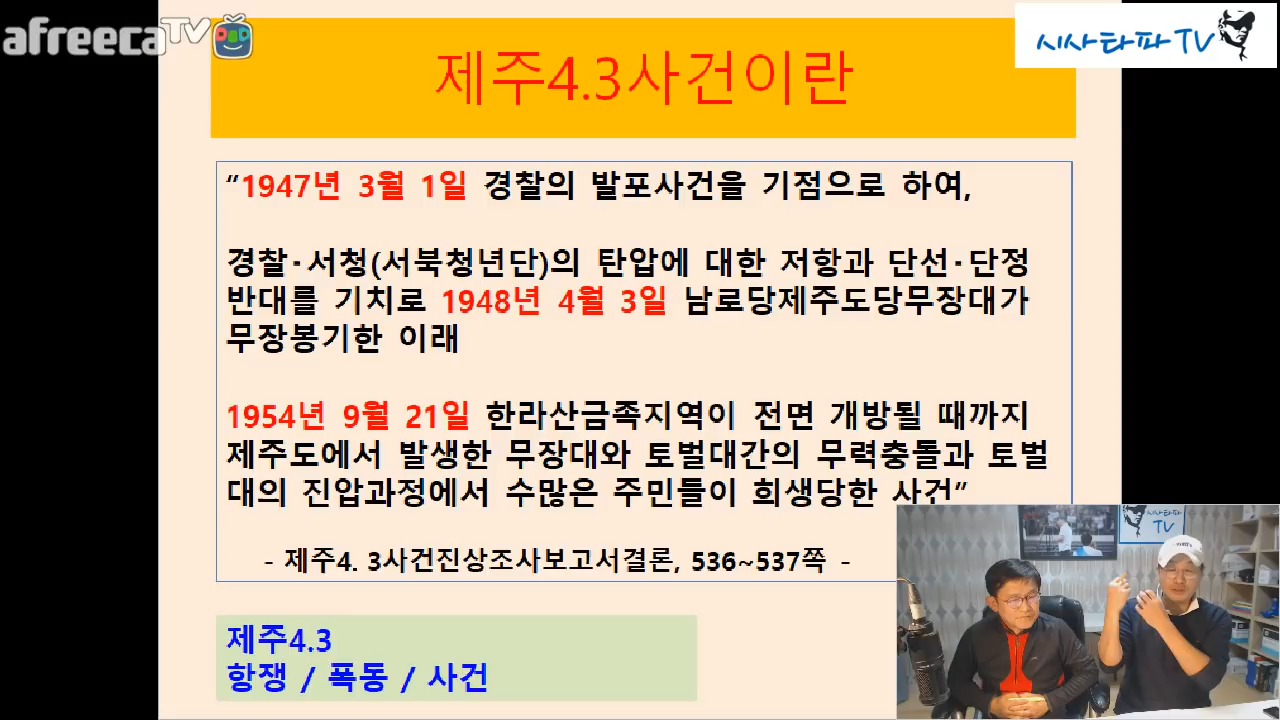 afreecaTV
시사타파TV
제주4.3사건이란
“1947년 3월 1일 경찰의 발포사건을 기점으로 하여,
경찰·서청(서북청년단)의 탄압에 대한 저항과 단선·단정
반대를 기치로 1948년 4월 3일 남로당제주도당무장대가
무장봉기한 이래
1954년 9월 21일 한라산금족지역이 전면 개방될 때까지
제주도에서 발생한 무장대와 토벌대간의 무력충돌과 토벌
대의 진압과정에서 수많은 주민들이 희생당한 사건”
- 제주4. 3사건진상조사보고서결론, 536~537쪽 -
제주4.3
항쟁 / 폭동 / 사건
시사타파
TV